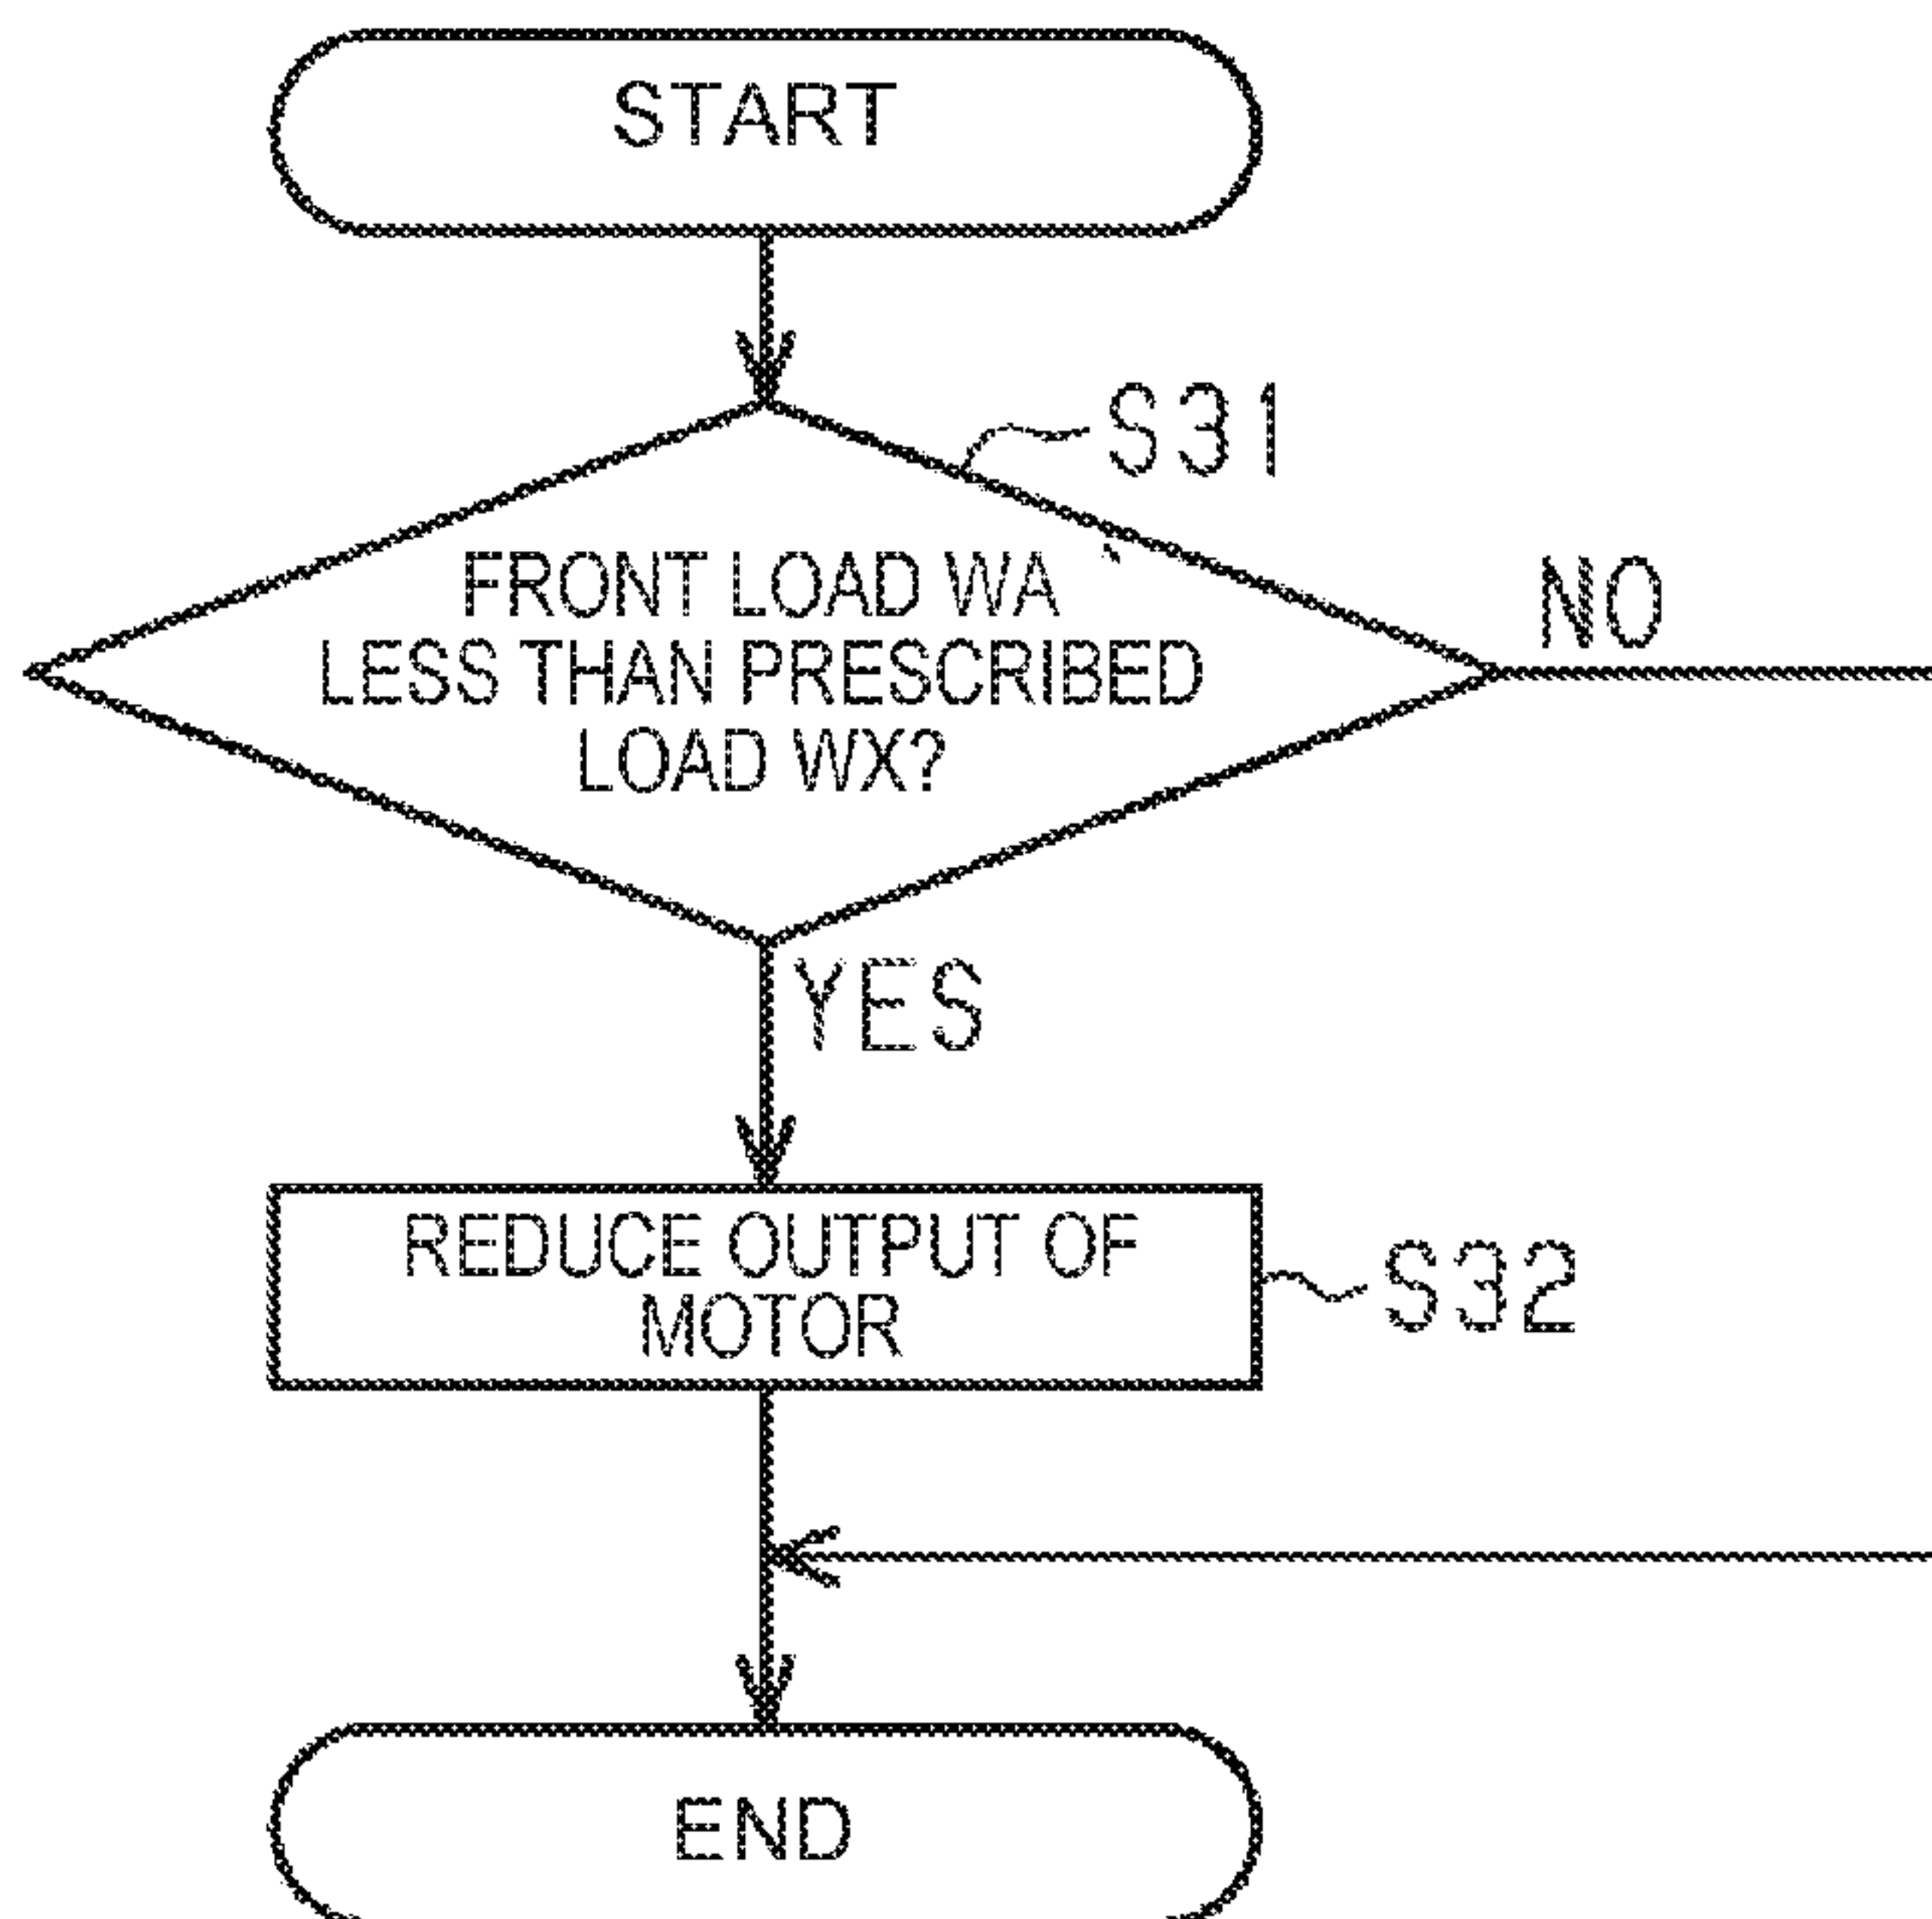 START
S31
FRONT LOAD WA
LESS THAN PRESCRIBED
LOAD WX?
NO
YES
REDUCE OUTPUT OF
MOTOR
S32
END